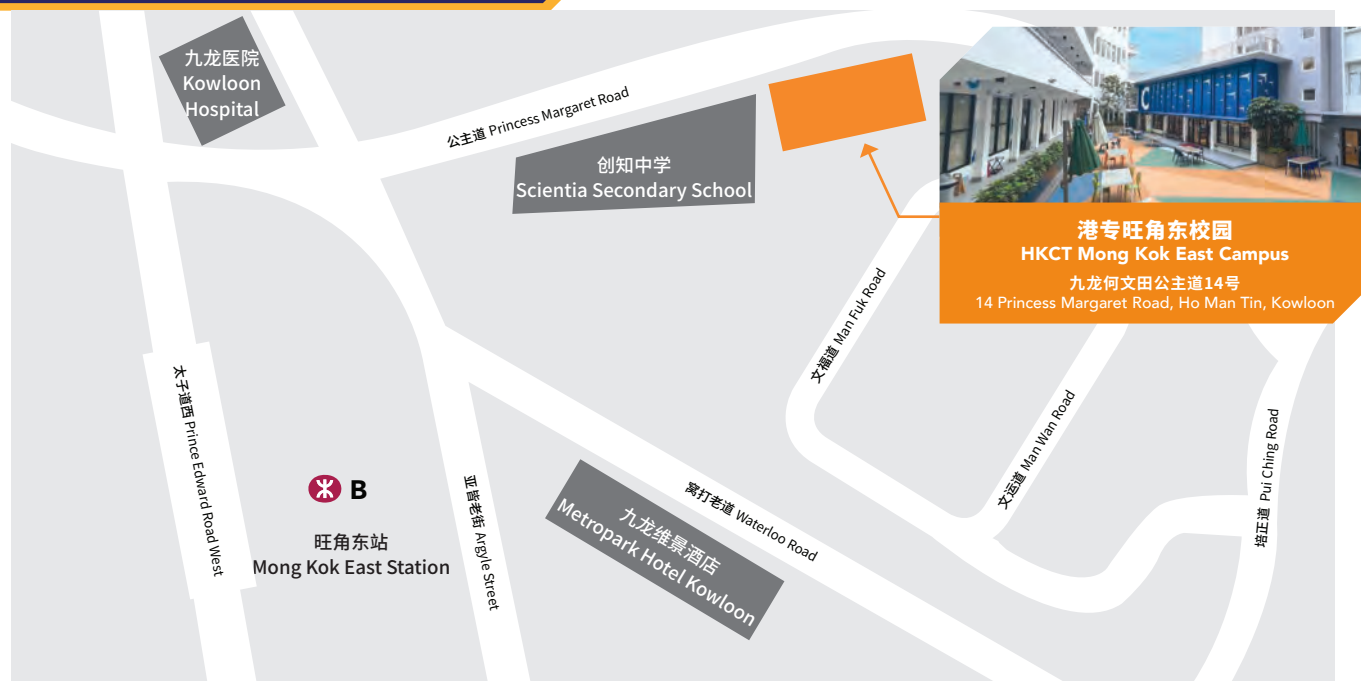 九龙医院
Kowloon
Hospital
公主道 Princess Margaret Road
创知中学
Scientia Secondary School
C
港专旺角东校园
HKCT Mong Kok East Campus
九龙何文田公主道14号
14 Princess Margaret Road, Ho Man Tin, Kowloon
文福道 Man Fuk Road
太子道西 Prince Edward Road West
B
旺角东站
Mong Kok East Station
亚皆老街 Argyle Street
窝打老道 Waterloo Road
九龙维景酒店
Metropark Hotel Kowloon
文运道 Man Wan Road
培正道 Pui Ching Road